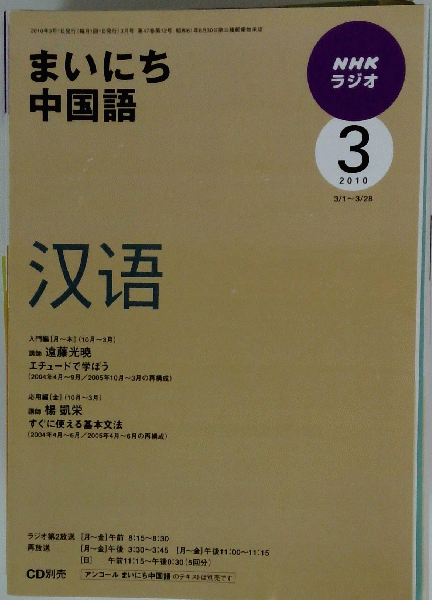 まいにち
中国語
NHK
ラジオ
3
2010
3/1〜3/28
汉语
入門編[月〜木](10月〜3月)
講師 遠藤光暁
エチュードで学ぼう
(2004年4月〜9月/2005年10月〜3月の再構成)
応用編[金](10月〜3月)
講師 楊凱栄
すぐに使える基本文法
(2004年4月〜6月/2005年4月〜6月の再構成)
ラジオ第2放送 [月〜金]午前 8:15〜8:30
再放送 [月〜金]午後 3:30〜3:45 [月〜金]午後11:00〜11:15
[日] 午前11:15〜午後0:30(5回分)
CD別売 アンコール まいにち中国語 のテキストは別売です